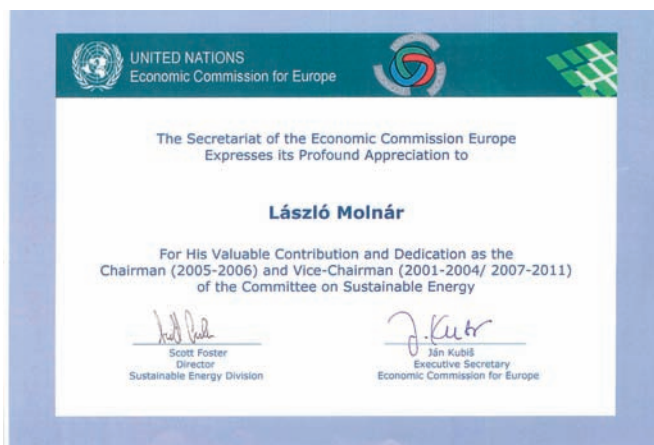 UNITED NATIONS
Economic Commission for Europe
The Secretariat of the Economic Commission Europe
Expresses its Profound Appreciation to
László Molnár
For His Valuable Contribution and Dedication as the
Chairman (2005-2006) and Vice-Chairman (2001-2004/ 2007-2011)
of the Committee on Sustainable Energy
Scott Foster
Director
Sustainable Energy Division
J. Kubiš
Ján Kubiš
Executive Secretary
Economic Commission for Europe